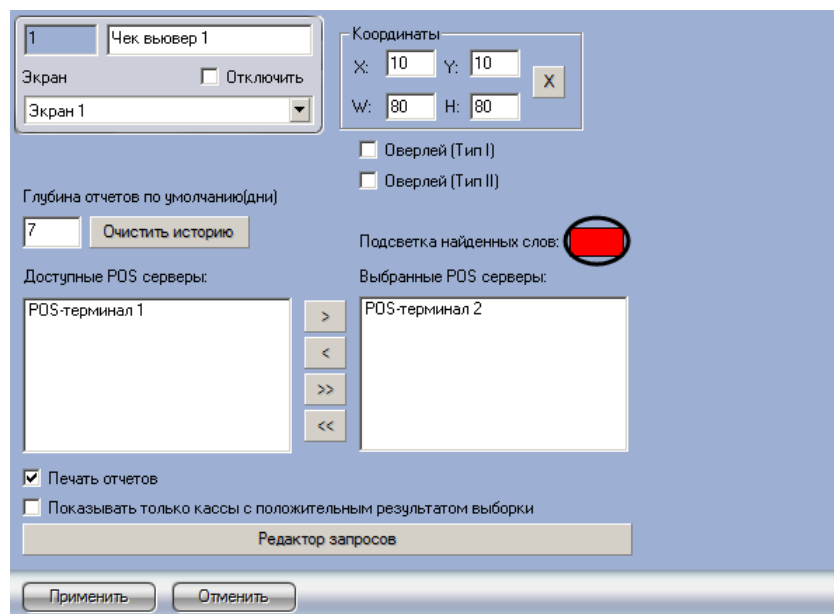 1
Чек вьювер 1
Экран
Отключить
Экран 1
Координаты
X: 10 Y: 10
X
W: 80 H: 80
Оверлей (Тип I)
Оверлей (Тип II)
Глубина отчетов по умолчанию(дни)
7
Очистить историю
Подсветка найденных слов:
Доступные POS серверы:
Выбранные POS серверы:
POS-терминал 1
POS-терминал 2
>
<
>>
<<
Печать отчетов
Показывать только кассы с положительным результатом выборки
Редактор запросов
Применить
Отменить